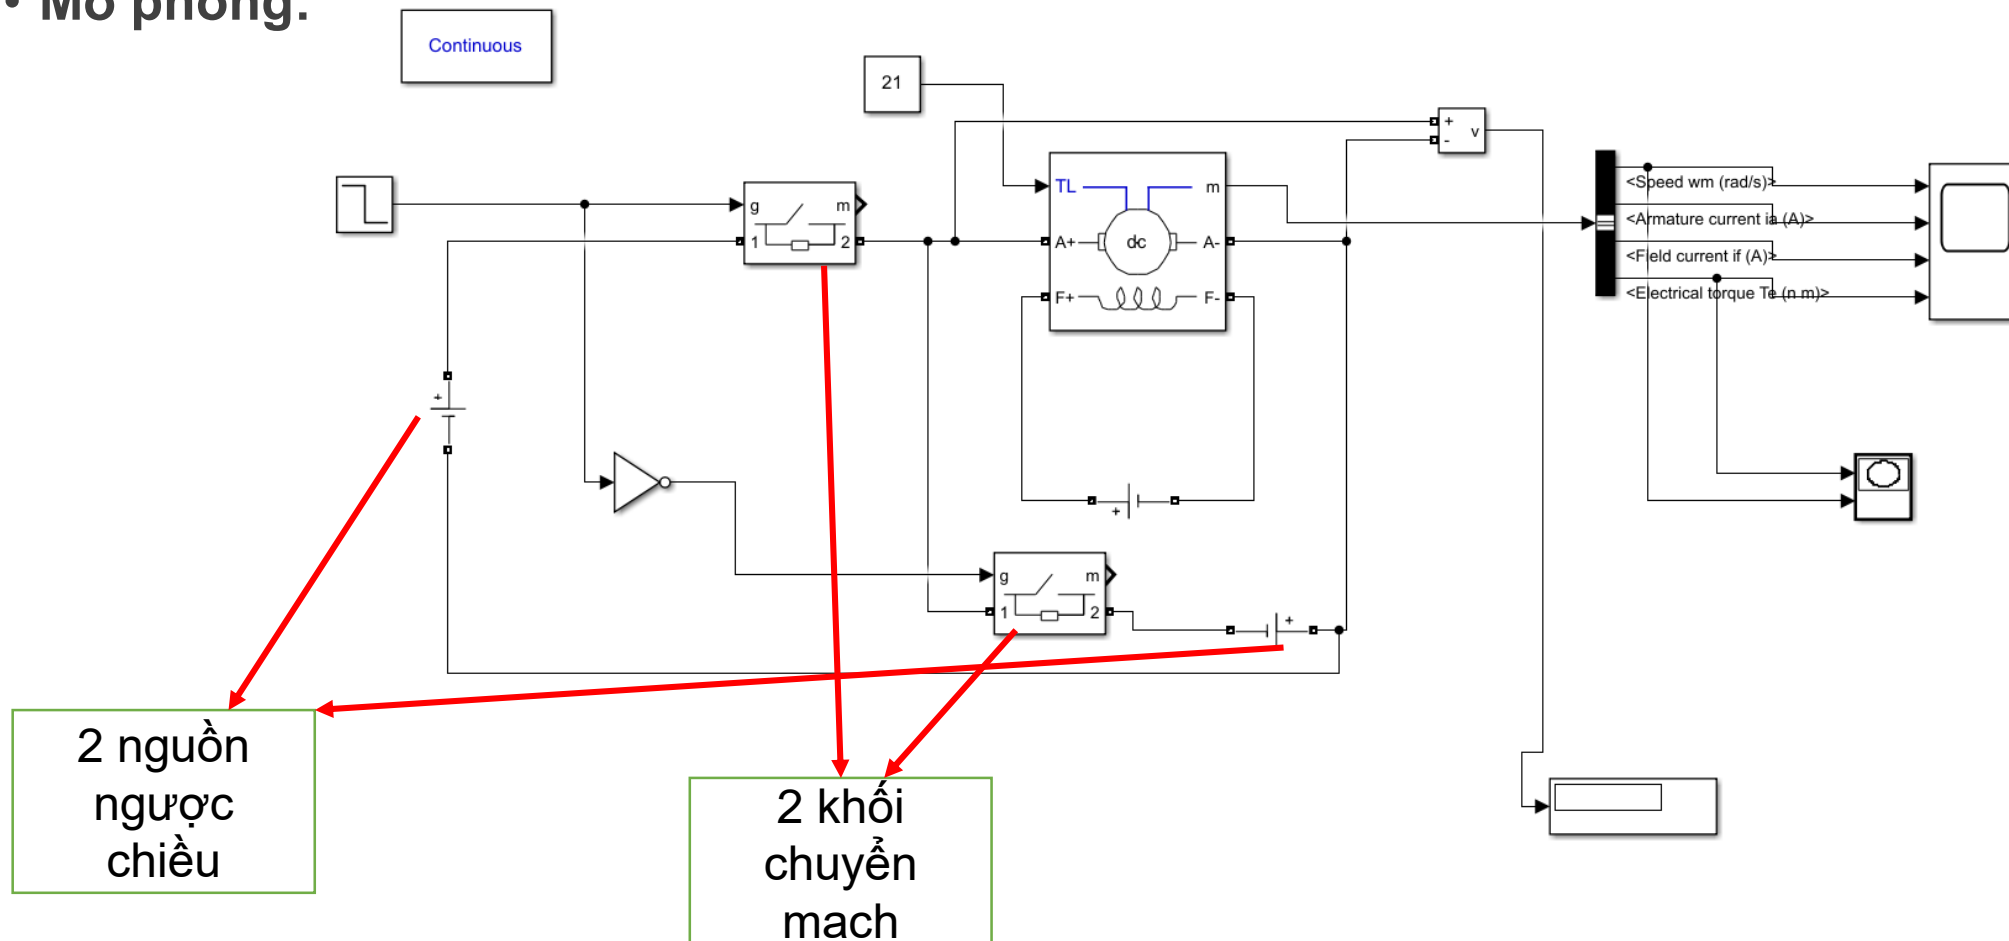 • Mô phỏng:
Continuous
21
+
v
-
TL
m
g
m
<Speed wm (rad/s)>
<Armature current ia (A)>
1
2
A+
dc
A-
<Field current if (A)>
F+
F-
<Electrical torque Te (n m)>
+
+
g
m
1
2
+
2 nguồn
ngược
chiều
2 khối
chuyển
mach